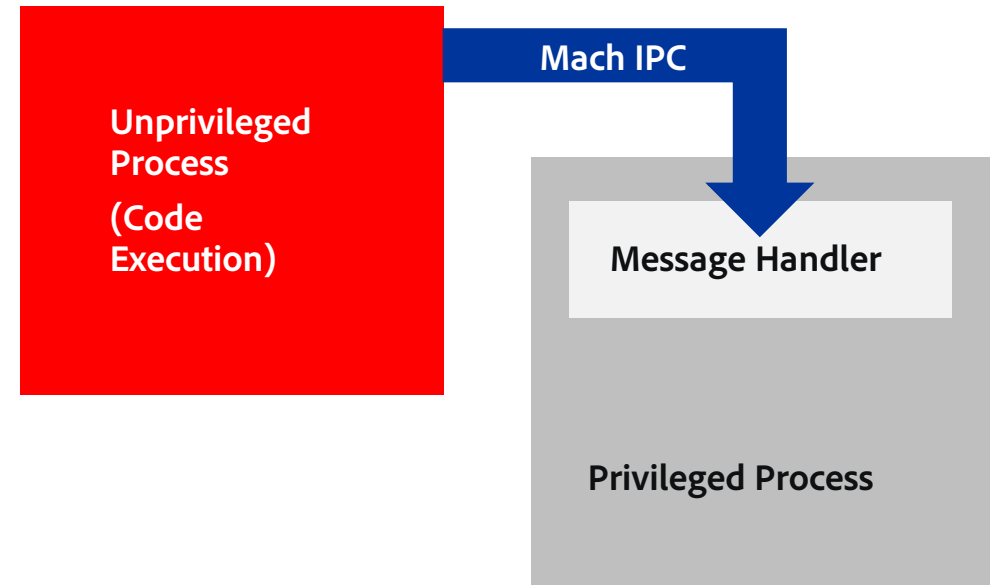 Mach IPC
Unprivileged
Process
(Code
Execution)
Message Handler
Privileged Process